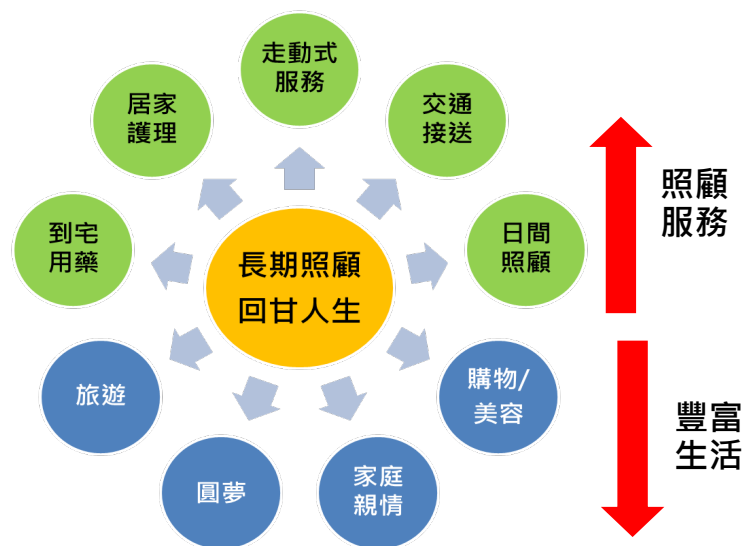 走動式
服務
居家
護理
交通
接送
到宅
用藥
日間
照顧
長期照顧
回甘人生
旅遊
購物/
美容
圓夢
家庭
親情
照顧
服務
豐富
生活